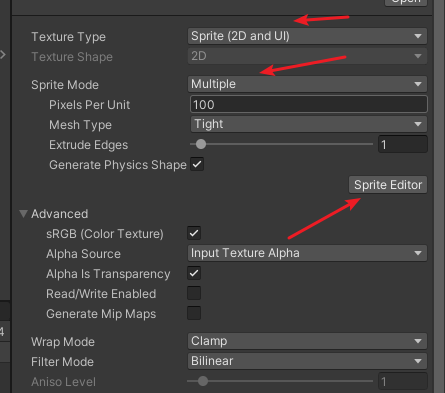 Open
Texture Type Sprite (2D and UI)
Texture Shape 2D
Sprite Mode Multiple
Pixels Per Unit 100
Mesh Type Tight
Extrude Edges 1
Generate Physics Shape
Sprite Editor
Advanced
sRGB (Color Texture)
Alpha Source Input Texture Alpha
Alpha Is Transparency
Read/Write Enabled
Generate Mip Maps
4
Wrap Mode Clamp
Filter Mode Bilinear
Aniso Level 1